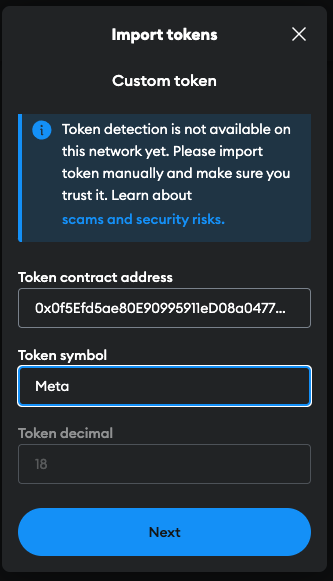 Import tokens
Custom token
Token detection is not available on
this network yet. Please import
token manually and make sure you
trust it. Learn about
scams and security risks.
Token contract address
0x0f5Efd5ae80E90995911eD08a0477...
Token symbol
Meta
Token decimal
18
Next